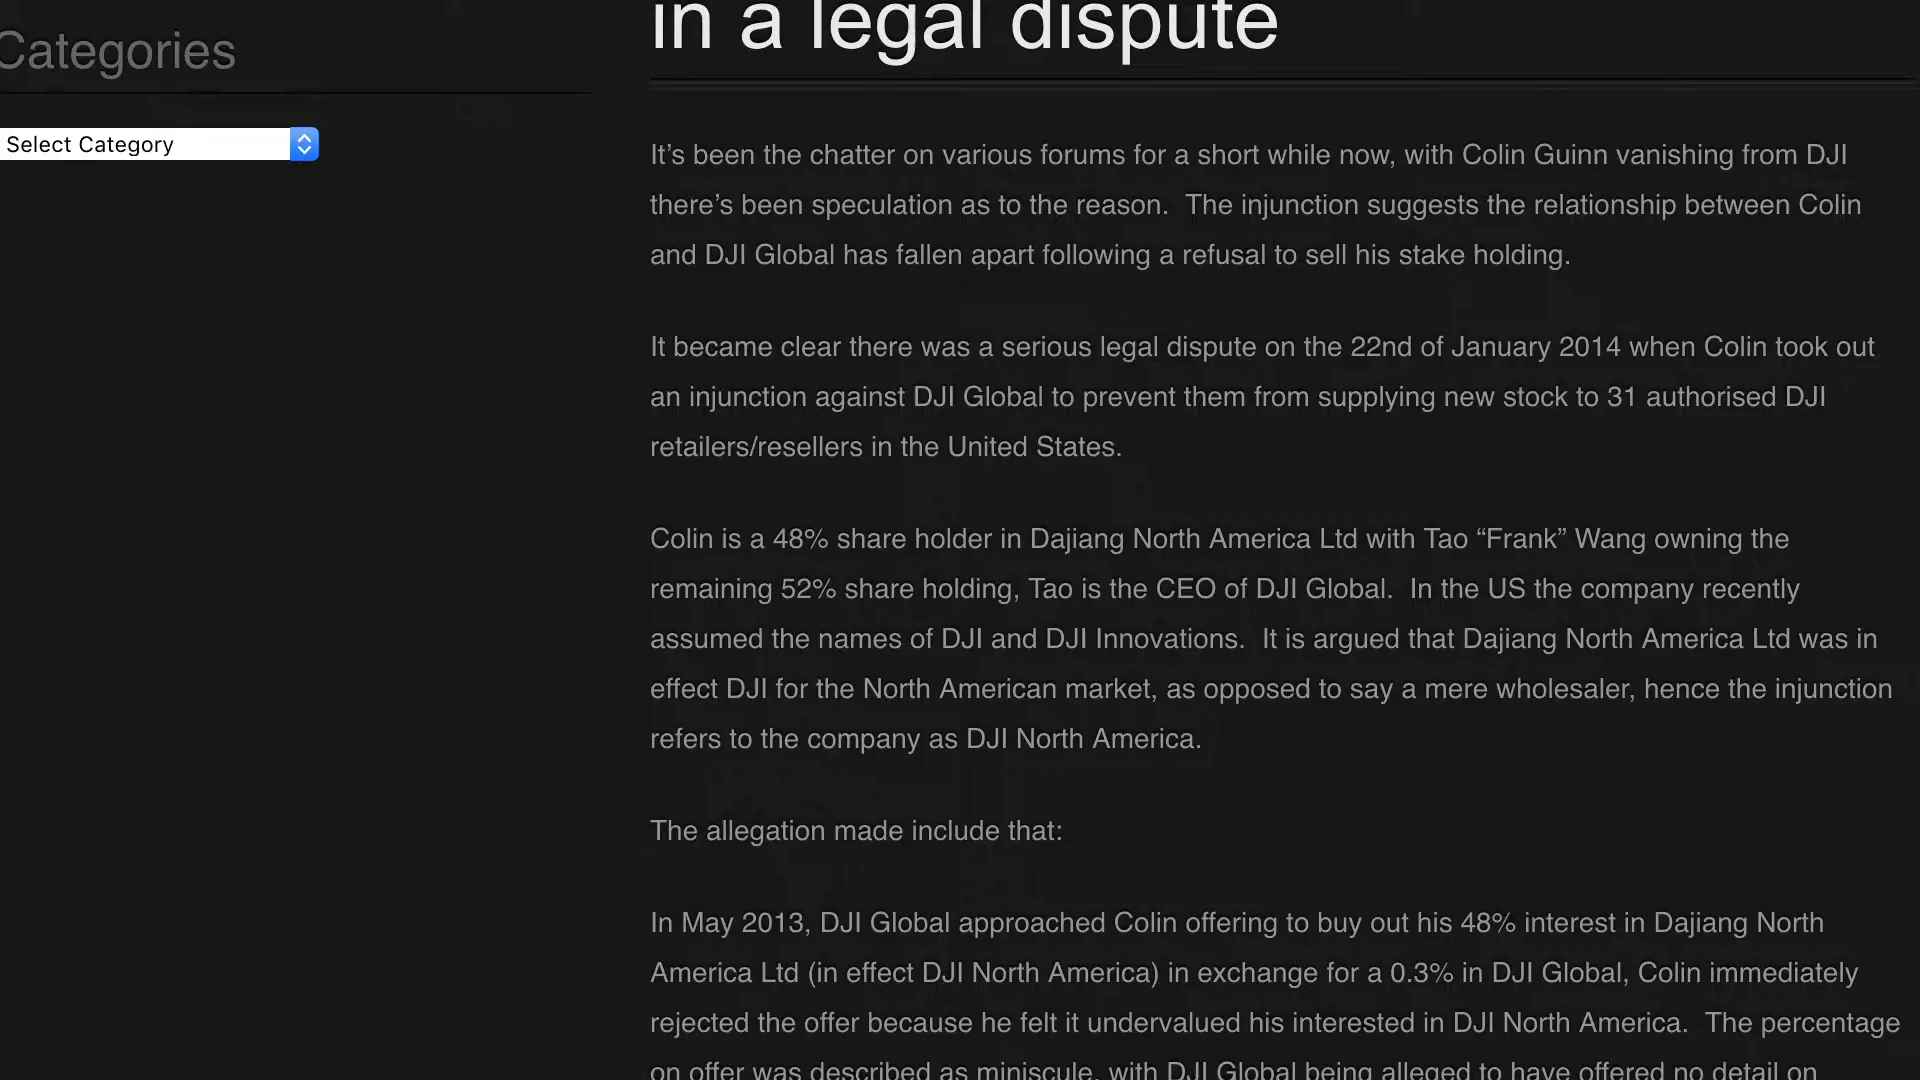 in a legal dispute
Categories
Select Category
It’s been the chatter on various forums for a short while now, with Colin Guinn vanishing from DJI
there’s been speculation as to the reason.  The injunction suggests the relationship between Colin
and DJI Global has fallen apart following a refusal to sell his stake holding.
It became clear there was a serious legal dispute on the 22nd of January 2014 when Colin took out
an injunction against DJI Global to prevent them from supplying new stock to 31 authorised DJI
retailers/resellers in the United States.
Colin is a 48% share holder in Dajiang North America Ltd with Tao “Frank” Wang owning the
remaining 52% share holding, Tao is the CEO of DJI Global.  In the US the company recently
assumed the names of DJI and DJI Innovations.  It is argued that Dajiang North America Ltd was in
effect DJI for the North American market, as opposed to say a mere wholesaler, hence the injunction
refers to the company as DJI North America.
The allegation made include that:
In May 2013, DJI Global approached Colin offering to buy out his 48% interest in Dajiang North
America Ltd (in effect DJI North America) in exchange for a 0.3% in DJI Global, Colin immediately
rejected the offer because he felt it undervalued his interested in DJI North America.  The percentage
on offer was described as miniscule, with DJI Global being alleged to have offered no detail on